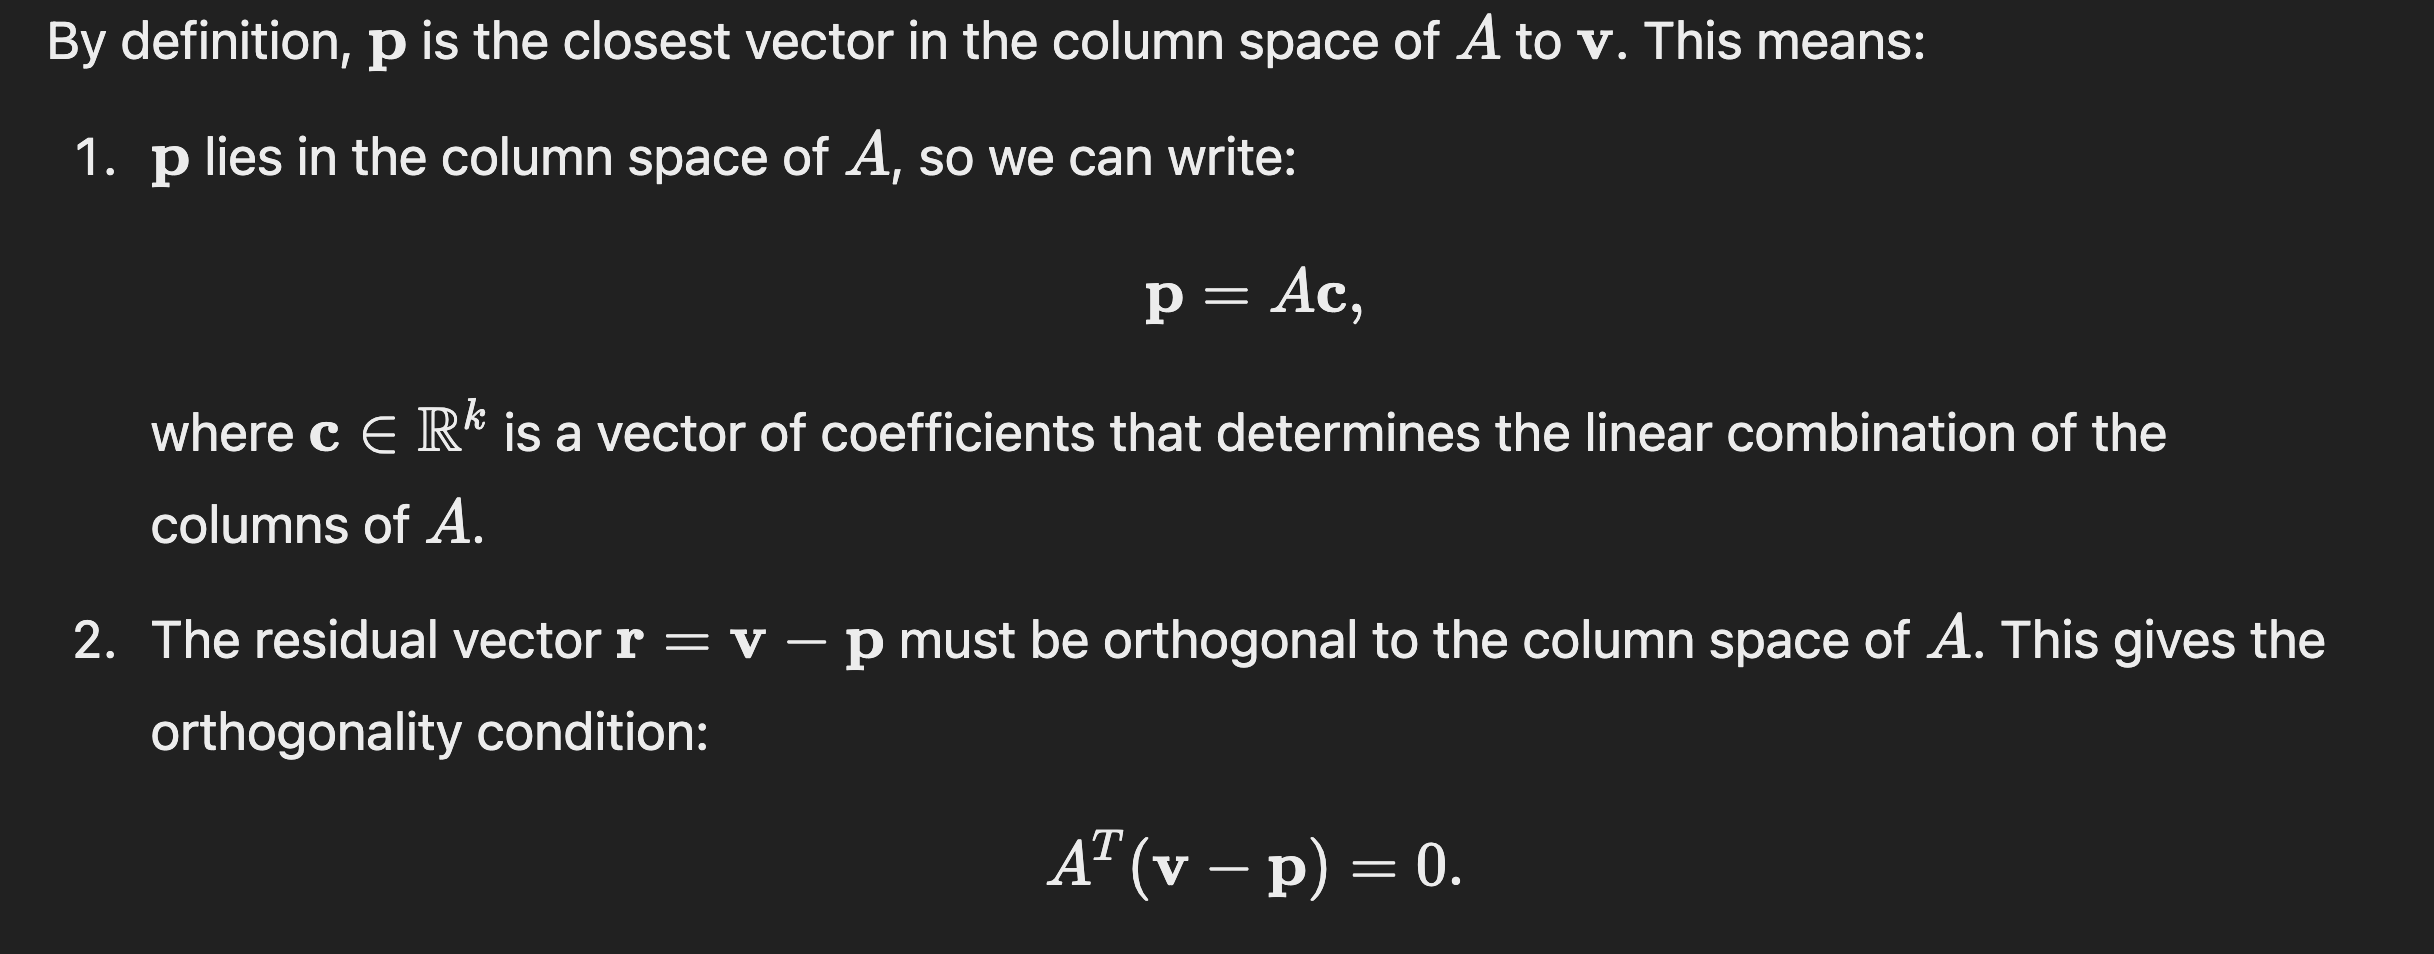 By definition, p is the closest vector in the column space of A to v. This means:
1. p lies in the column space of A, so we can write:
p = Ac,
where c ∈ ℝᵏ is a vector of coefficients that determines the linear combination of the
columns of A.
2. The residual vector r = v − p must be orthogonal to the column space of A. This gives the
orthogonality condition:
Aᵀ(v − p) = 0.